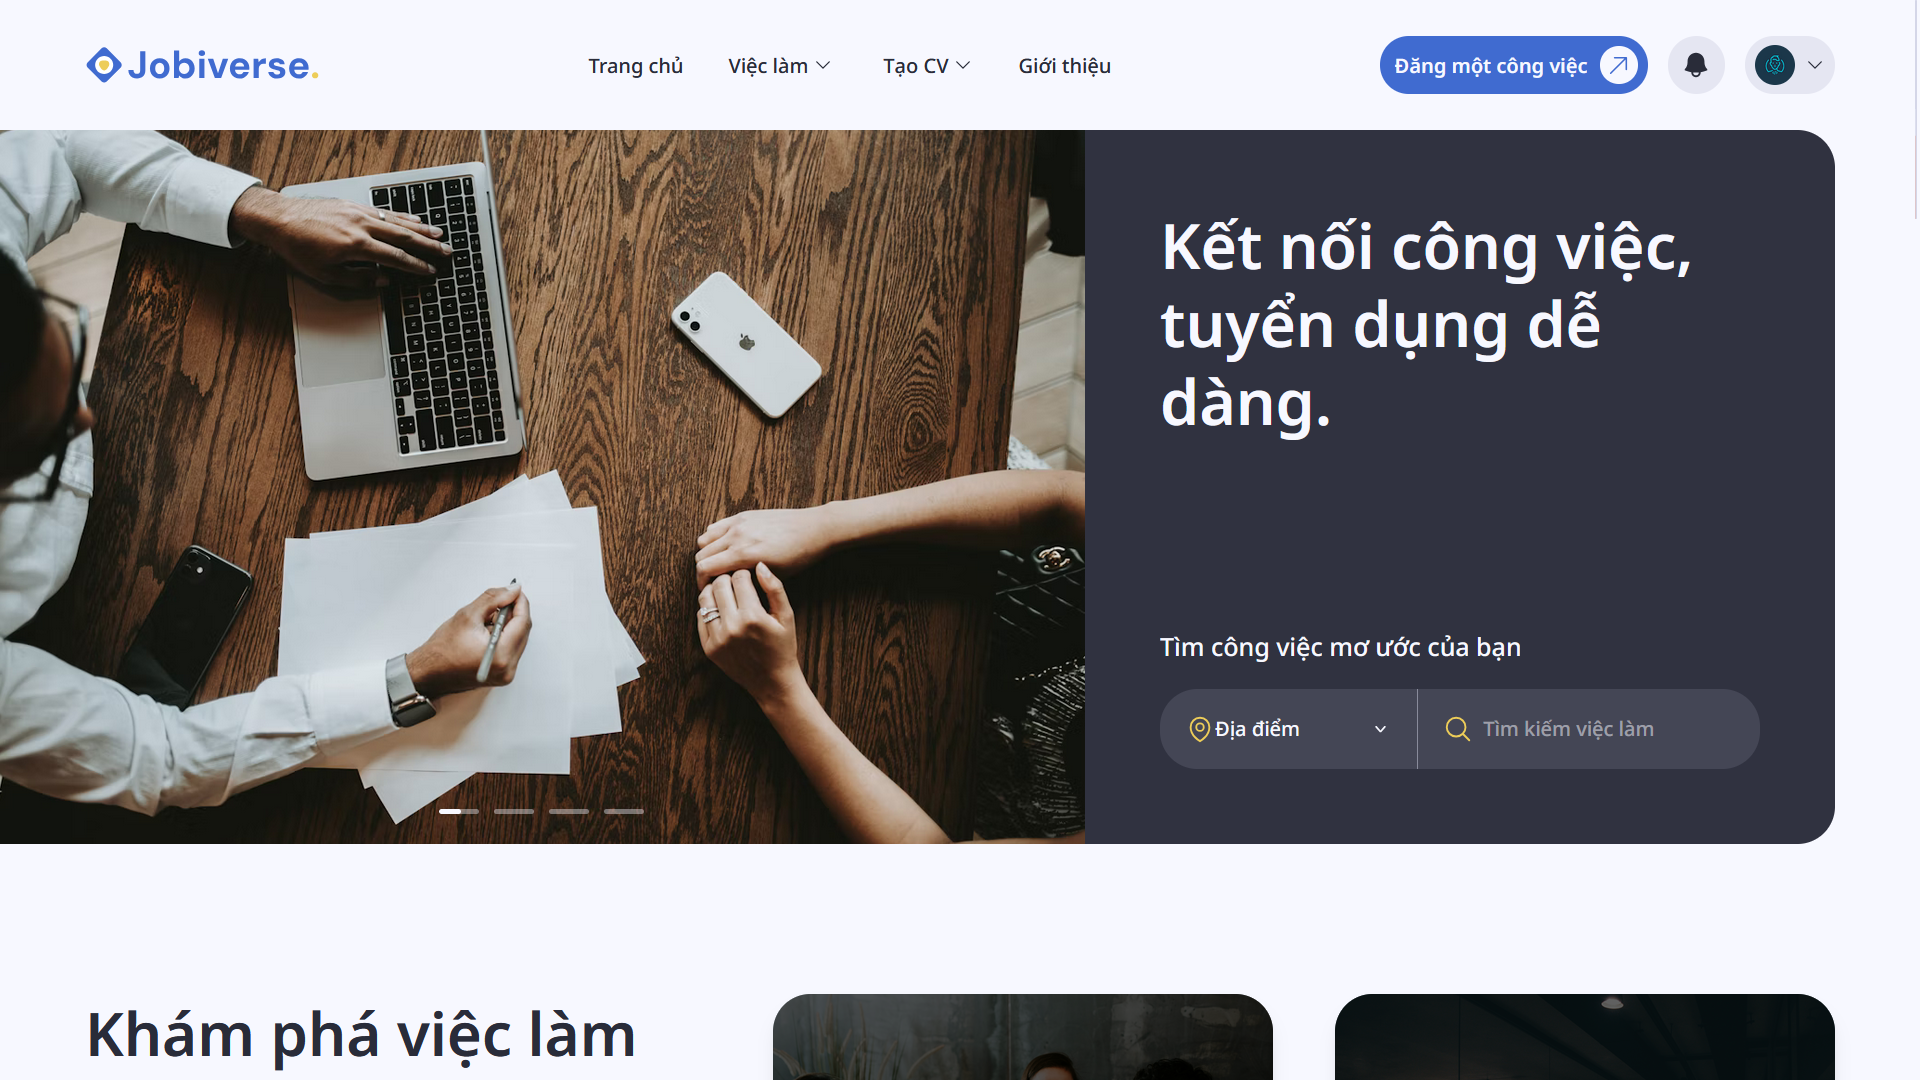 Jobiverse.
Trang chủ
Việc làm
Tạo CV
Giới thiệu
Đăng một công việc
Kết nối công việc,
tuyển dụng dễ
dàng.
Tìm công việc mơ ước của bạn
Địa điểm
Tìm kiếm việc làm
Khám phá việc làm